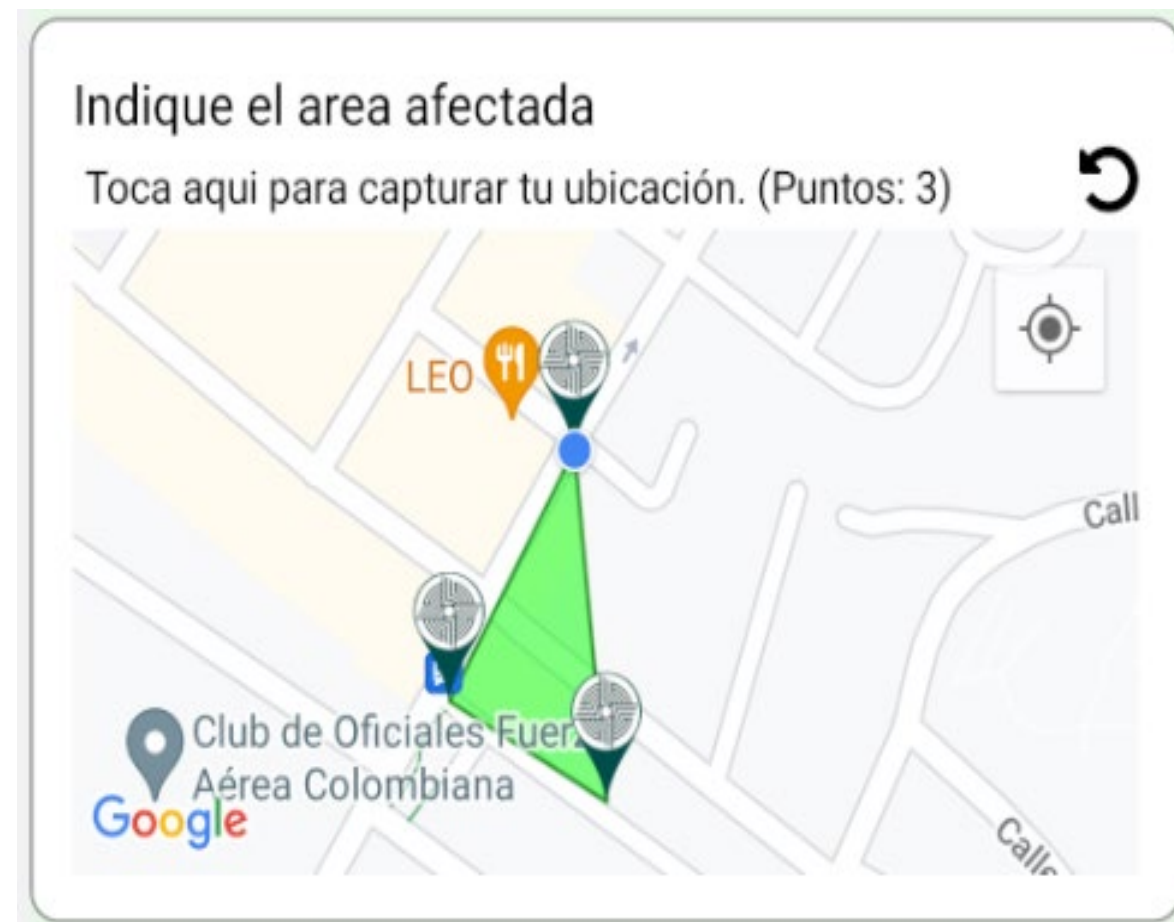 Indique el area afectada
Toca aqui para capturar tu ubicación. (Puntos: 3)
LEO
Call
Club de Oficiales Fuerz
Aérea Colombiana
Google
Calle